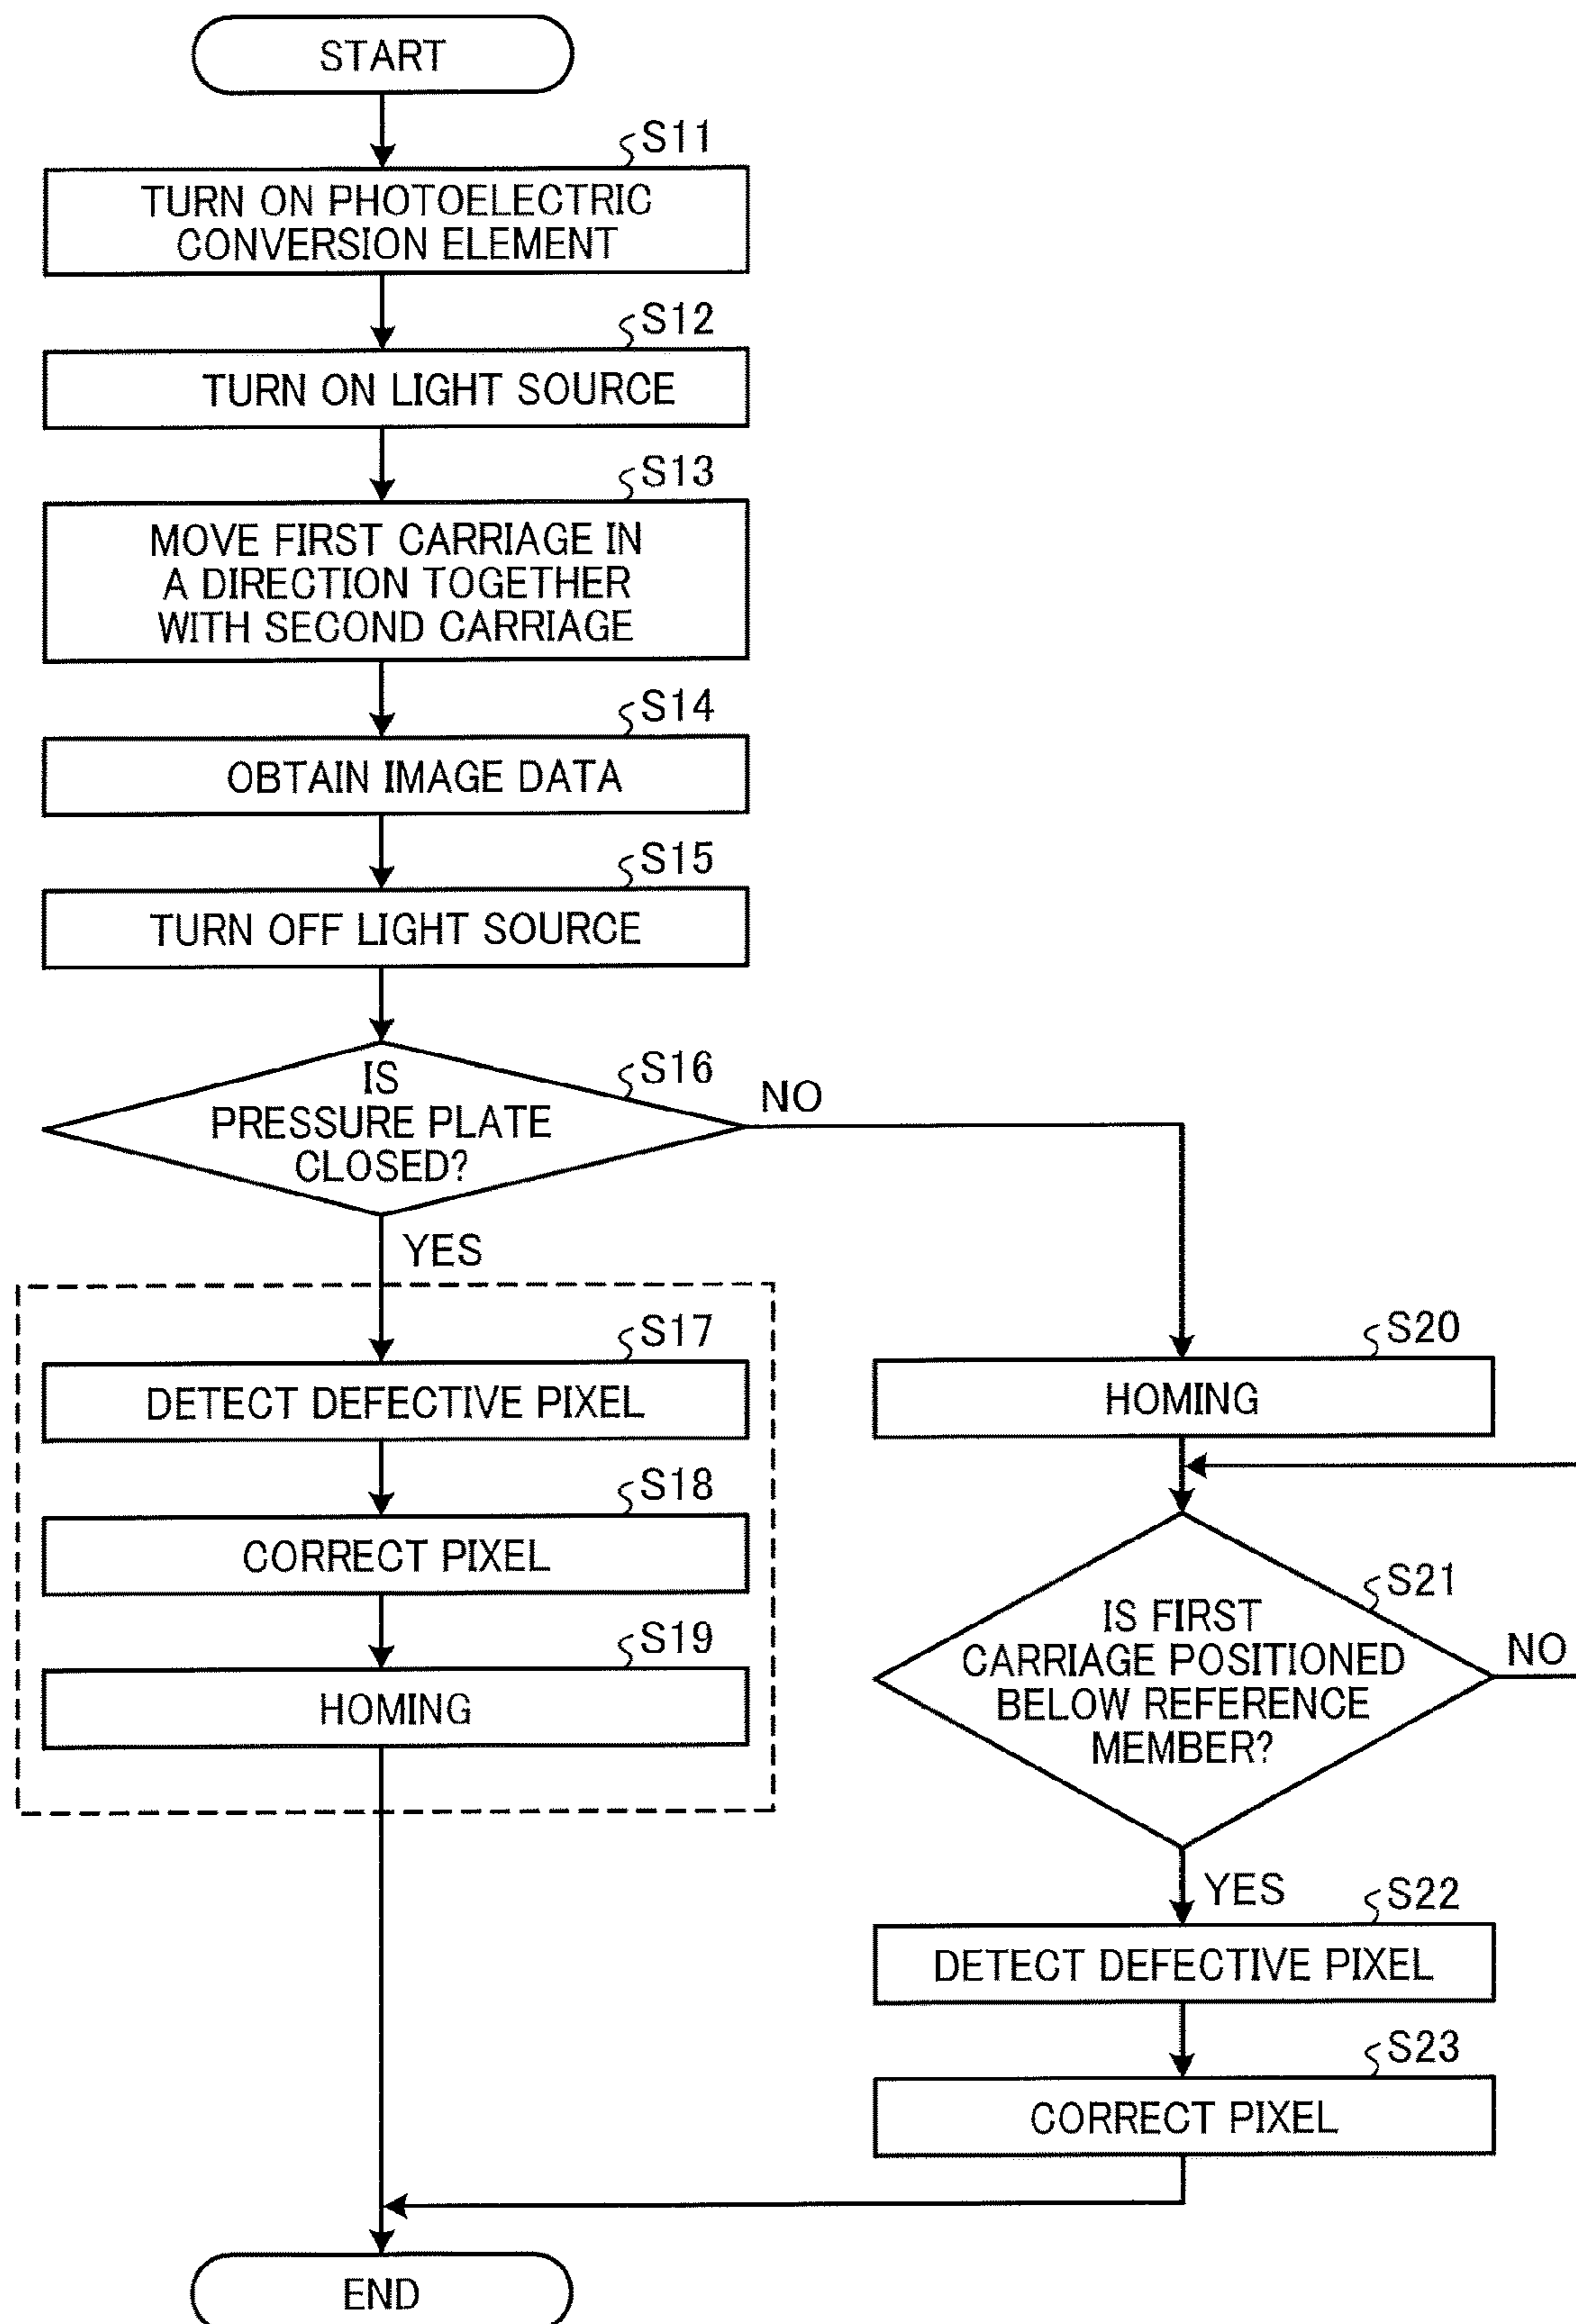 START
S11
TURN ON PHOTOELECTRIC
CONVERSION ELEMENT
S12
TURN ON LIGHT SOURCE
S13
MOVE FIRST CARRIAGE IN
A DIRECTION TOGETHER
WITH SECOND CARRIAGE
S14
OBTAIN IMAGE DATA
S15
TURN OFF LIGHT SOURCE
S16
IS
PRESSURE PLATE
CLOSED?
NO
YES
S17
DETECT DEFECTIVE PIXEL
S18
CORRECT PIXEL
S19
HOMING
S20
HOMING
S21
IS FIRST
CARRIAGE POSITIONED
BELOW REFERENCE
MEMBER?
NO
YES
S22
DETECT DEFECTIVE PIXEL
S23
CORRECT PIXEL
END